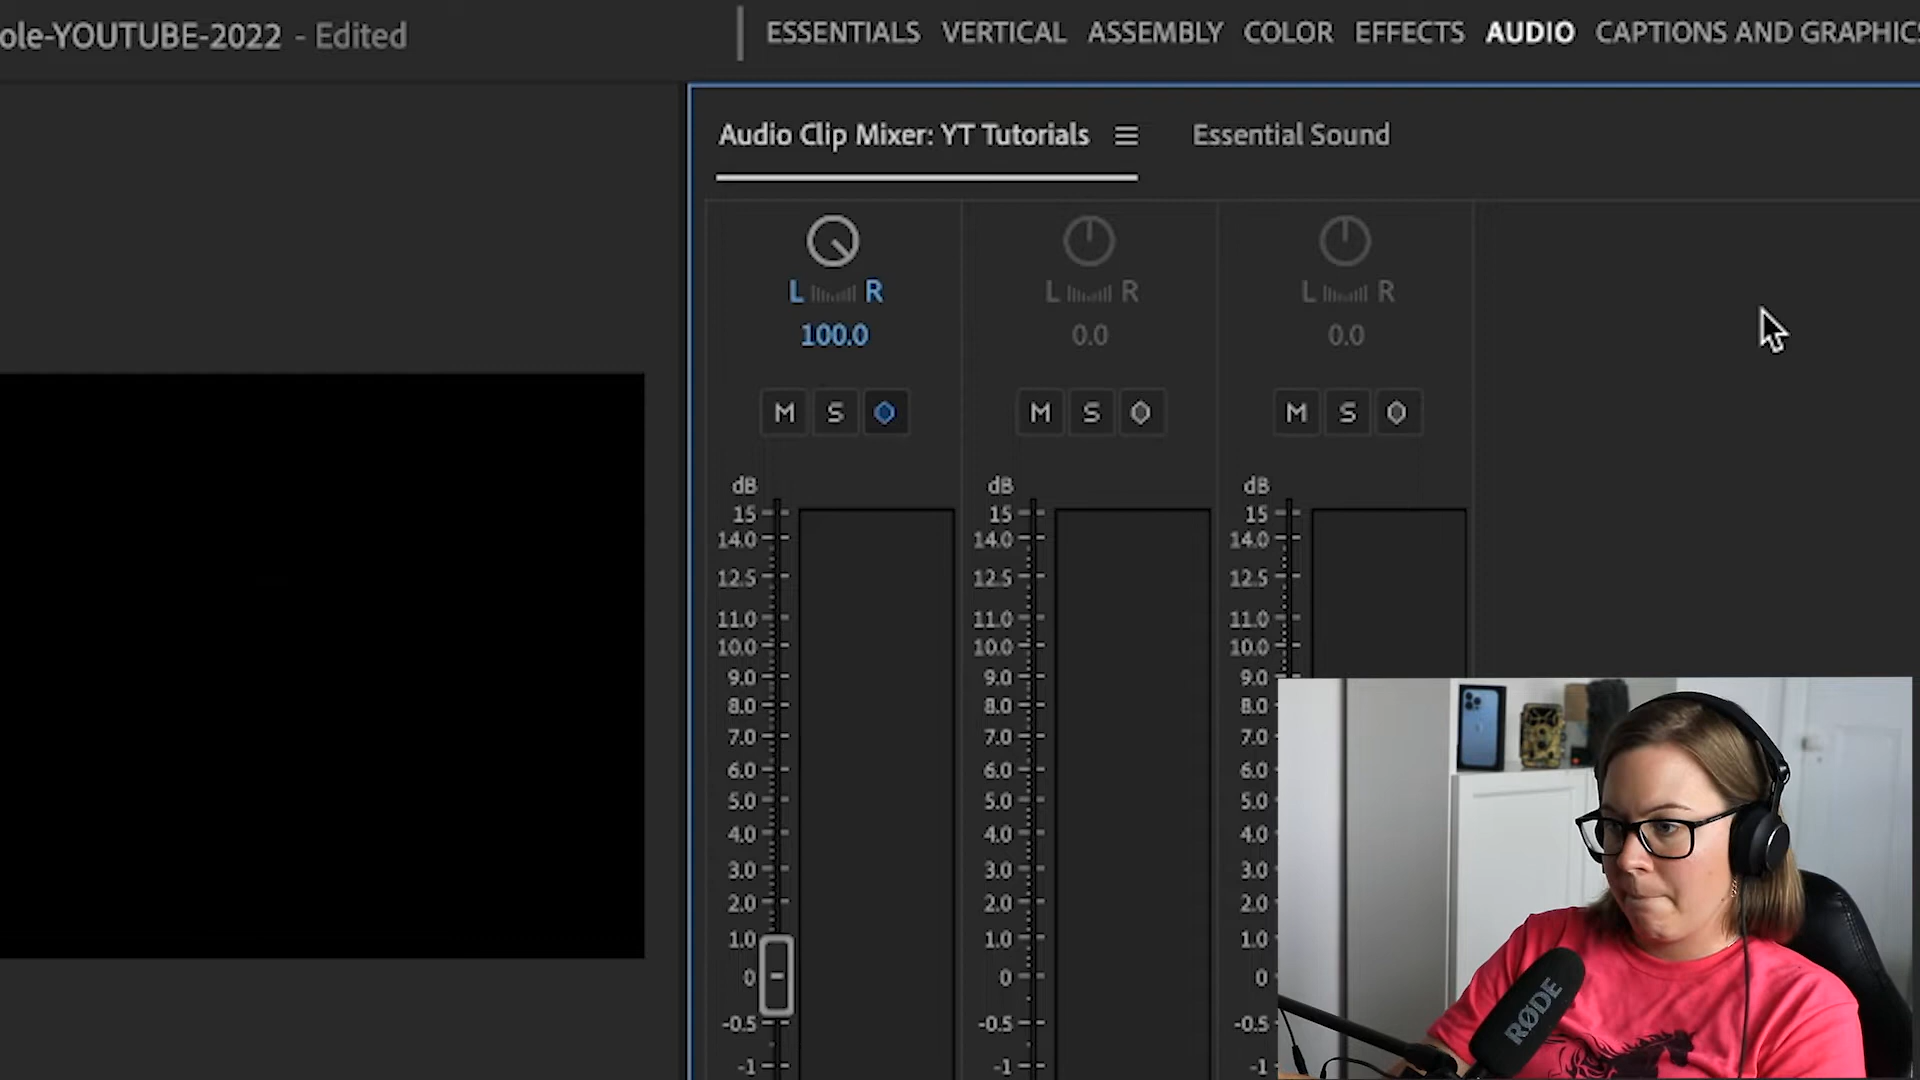 ole-YOUTUBE-2022 - Edited
ESSENTIALS VERTICAL ASSEMBLY COLOR EFFECTS AUDIO CAPTIONS AND GRAPHICS
Audio Clip Mixer: YT Tutorials Essential Sound
L R L R L R
100.0 0.0 0.0
M S M S M S
dB dB dB
15 15 15
14.0 14.0 14.0
12.5 12.5 12.5
11.0 11.0 11.0
10.0 10.0 10.0
9.0 9.0 9.0
8.0 8.0 8.0
7.0 7.0 7.0
6.0 6.0 6.0
5.0 5.0 5.0
4.0 4.0 4.0
3.0 3.0 3.0
2.0 2.0 2.0
1.0 1.0 1.0
0 0 0
-0.5 -0.5 -0.5
-1 -1 -1
RØDE